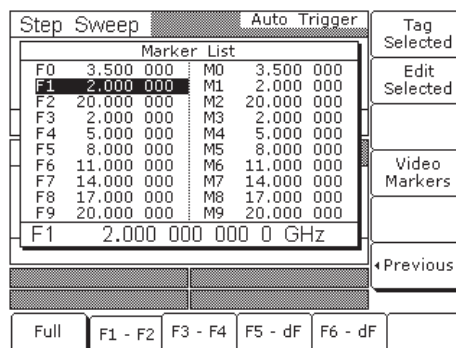 Step Sweep
Auto Trigger
Marker List
F0 3.500 000 M0 3.500 000
F1 2.000 000 M1 2.000 000
F2 20.000 000 M2 20.000 000
F3 2.000 000 M3 2.000 000
F4 5.000 000 M4 5.000 000
F5 8.000 000 M5 8.000 000
F6 11.000 000 M6 11.000 000
F7 14.000 000 M7 14.000 000
F8 17.000 000 M8 17.000 000
F9 20.000 000 M9 20.000 000
F1 2.000 000 000 0 GHz
Tag
Selected
Edit
Selected
Video
Markers
Previous
Full
F1 - F2
F3 - F4
F5 - dF
F6 - dF